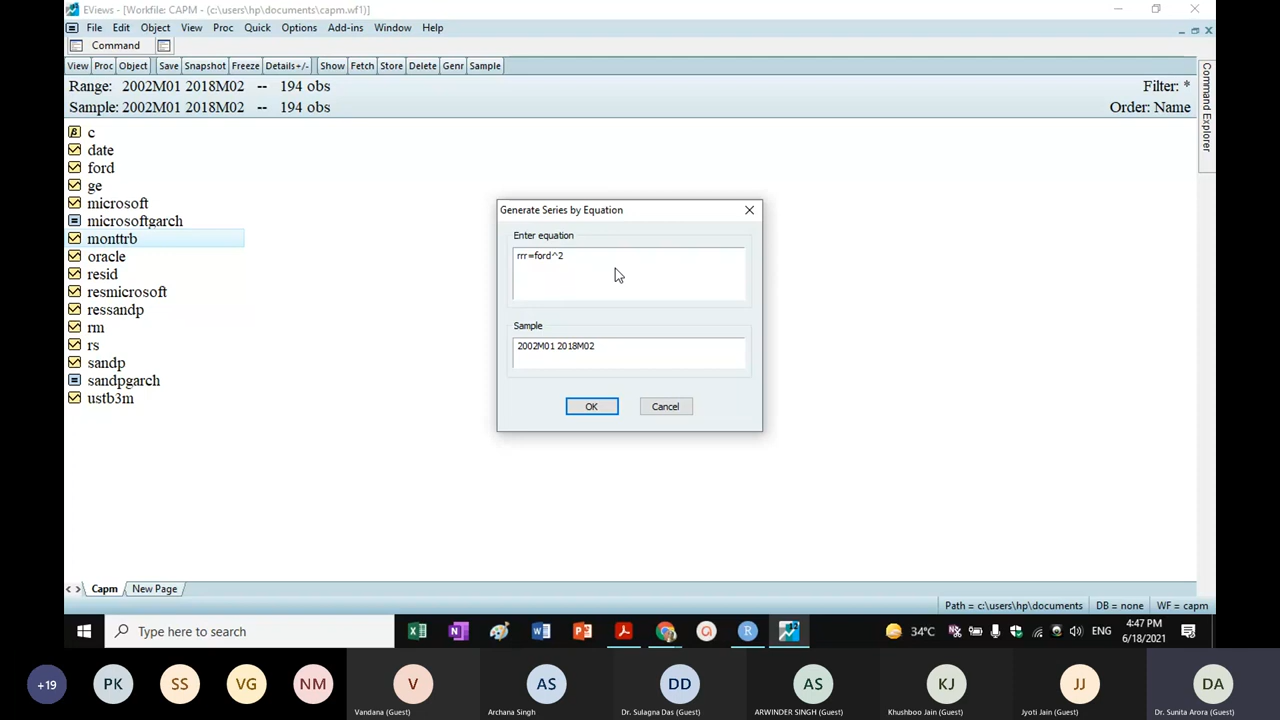 EViews - [Workfile: CAPM - (c:\users\hp\documents\capm.wf1)]
File Edit Object View Proc Quick Options Add-ins Window Help
Command
View Proc Object Save Snapshot Freeze Details+/- Show Fetch Store Delete Genr Sample
Range: 2002M01 2018M02 -- 194 obs Filter: *
Sample: 2002M01 2018M02 -- 194 obs Order: Name
Command Explorer
c
date
ford
ge
microsoft
microsoftgarch
monttrb
oracle
resid
resmicrosoft
ressandp
rm
rs
sandp
sandpgarch
ustb3m
Generate Series by Equation
Enter equation
rrr=ford^2
Sample
2002M01 2018M02
OK Cancel
Capm New Page
Path = c:\users\hp\documents DB = none WF = capm
Type here to search
34°C ENG 4:47 PM
6/18/2021
+19 PK SS VG NM V AS DD AS KJ JJ DA
Vandana (Guest) Archana Singh Dr. Sulagna Das (Guest) ARWINDER SINGH (Guest) Khushboo Jain (Guest) Jyoti Jain (Guest) Dr. Sunita Arora (Guest)